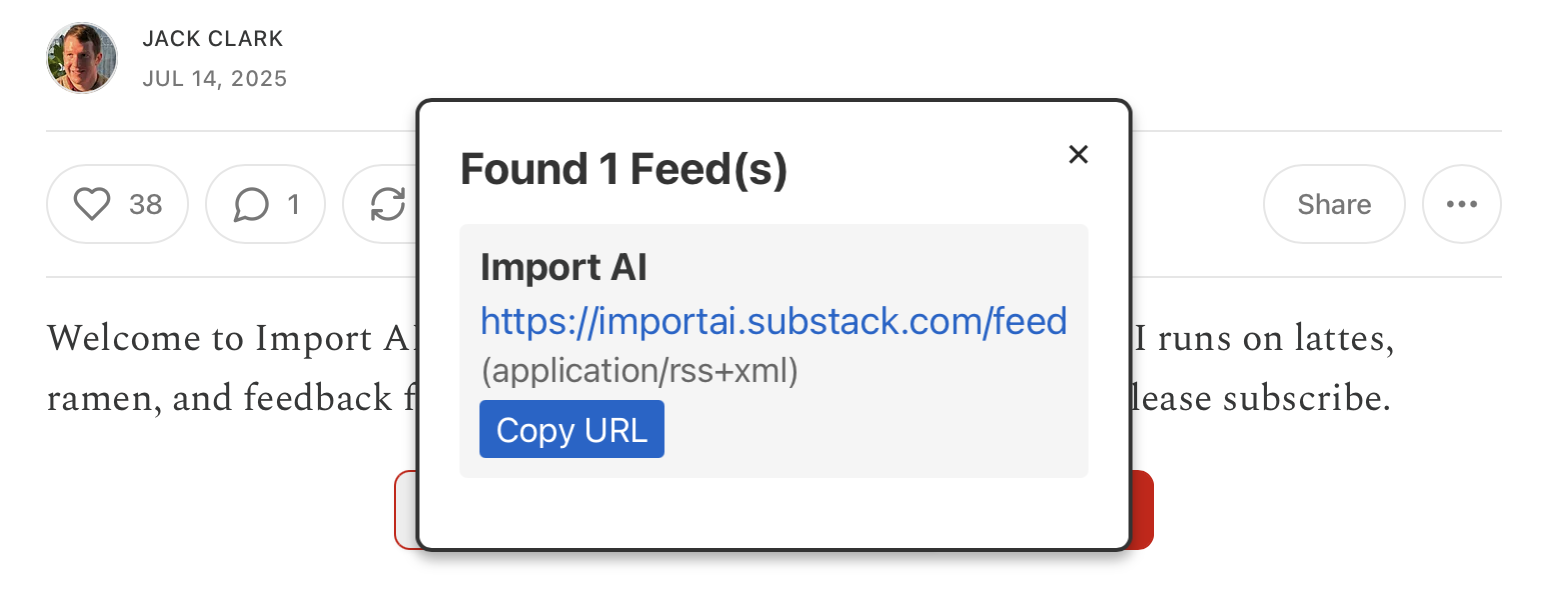 JACK CLARK
JUL 14, 2025
38
1
Share
Found 1 Feed(s)
Import AI
https://importai.substack.com/feed
(application/rss+xml)
Copy URL
Welcome to Import AI runs on lattes,
ramen, and feedback please subscribe.